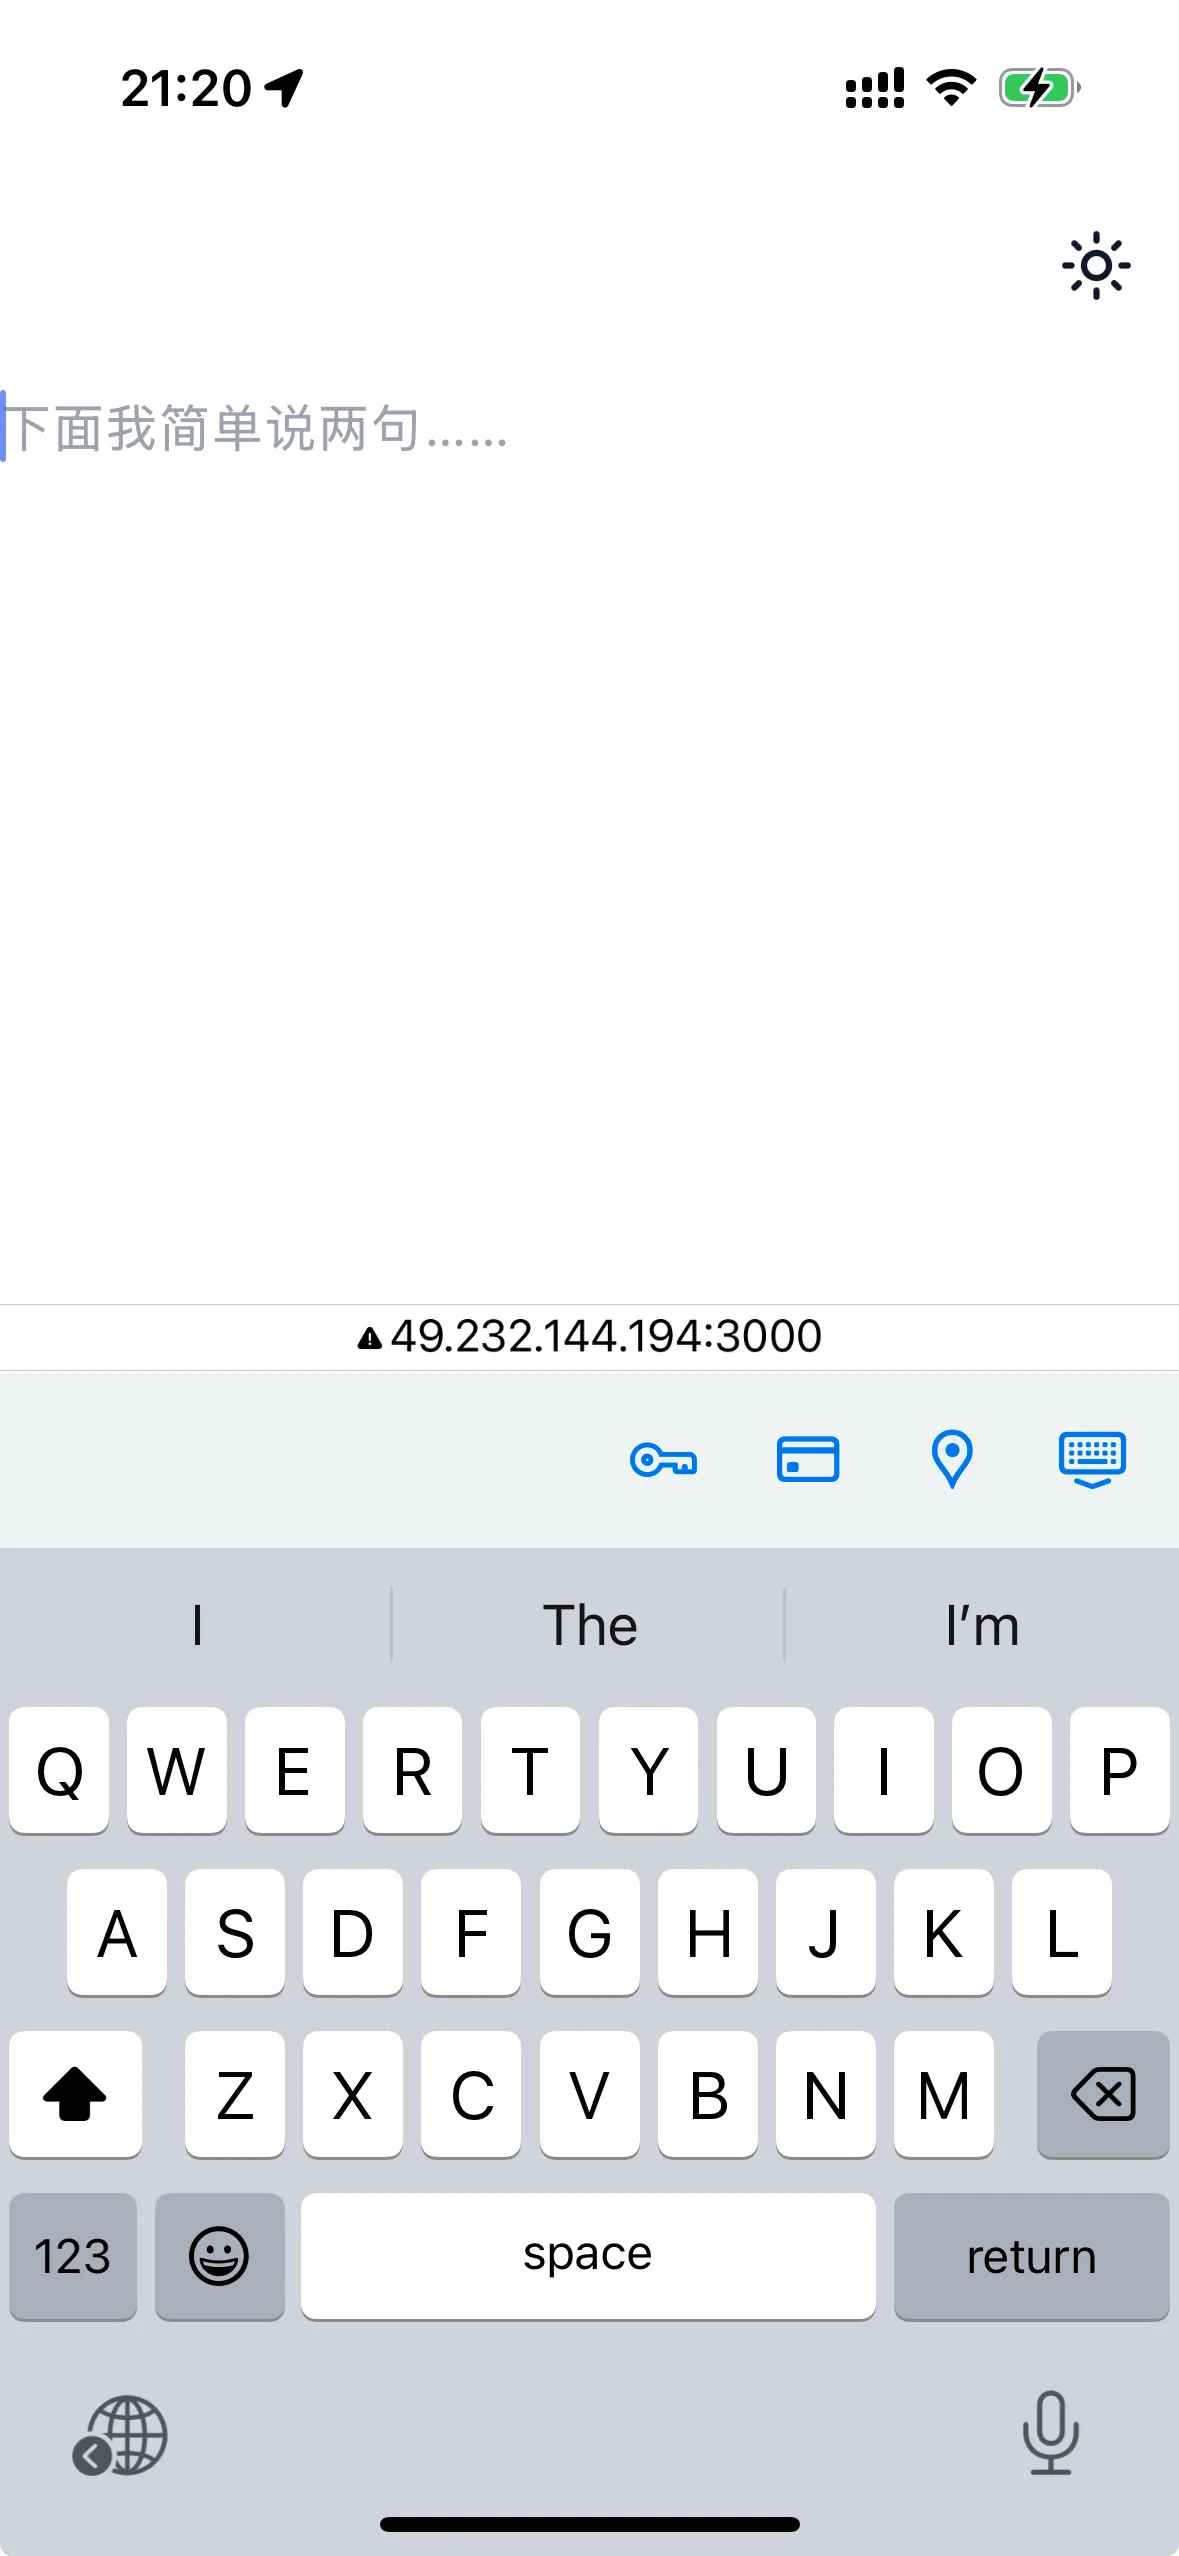 21:20
下面我简单说两句……
49.232.144.194:3000
I The I’m
Q W E R T Y U I O P
A S D F G H J K L
Z X C V B N M
123 space return